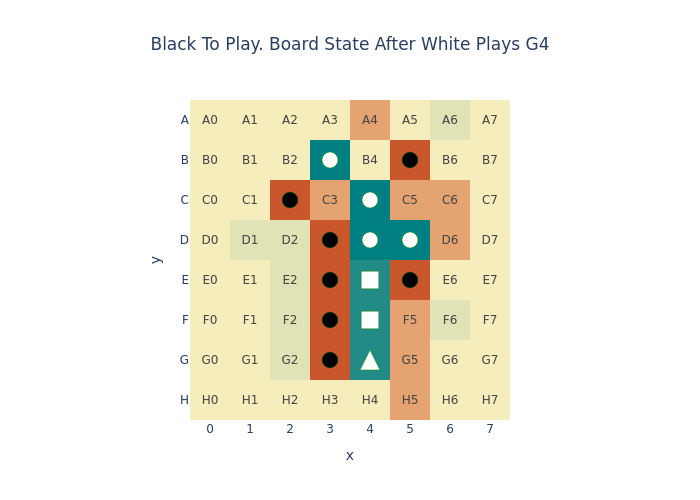 Black To Play. Board State After White Plays G4
A A0 A1 A2 A3 A4 A5 A6 A7
B B0 B1 B2 B4 B6 B7
C C0 C1 C3 C5 C6 C7
y D D0 D1 D2 D6 D7
E E0 E1 E2 E6 E7
F F0 F1 F2 F5 F6 F7
G G0 G1 G2 G5 G6 G7
H H0 H1 H2 H3 H4 H5 H6 H7
0 1 2 3 4 5 6 7
x